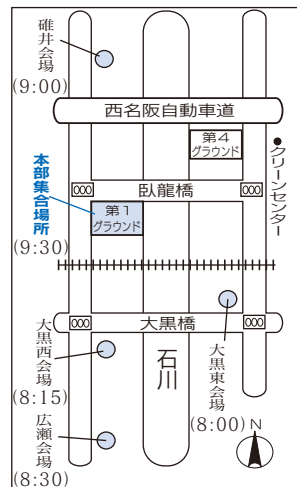 碓井会場
(9:00)
西名阪自動車道
第4
グラウンド
●クリーンセンター
臥龍橋
本部集合場所
(9:30)
第1
グラウンド
大黒橋
石川
大黒西会場
(8:15)
大黒東会場
(8:00)
広瀬会場
(8:30)
N